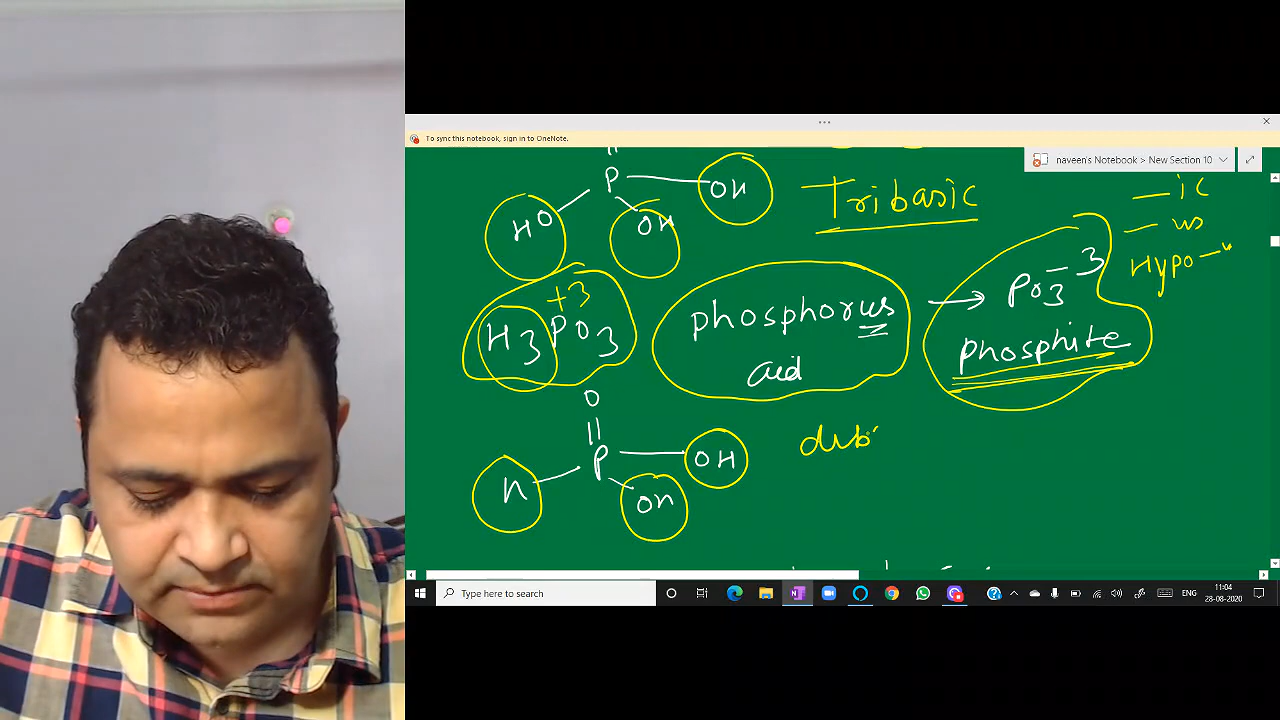 To sync this notebook, sign in to OneNote.
naveen's Notebook > New Section 10
P
HO OH OH
Tribasic
— ic
— us
Hypo —
+3
H3PO3
phosphorus
acid
→ PO3 -3
phosphite
O
P
H OH OH
dib
Type here to search
ENG
11:04
28-08-2020